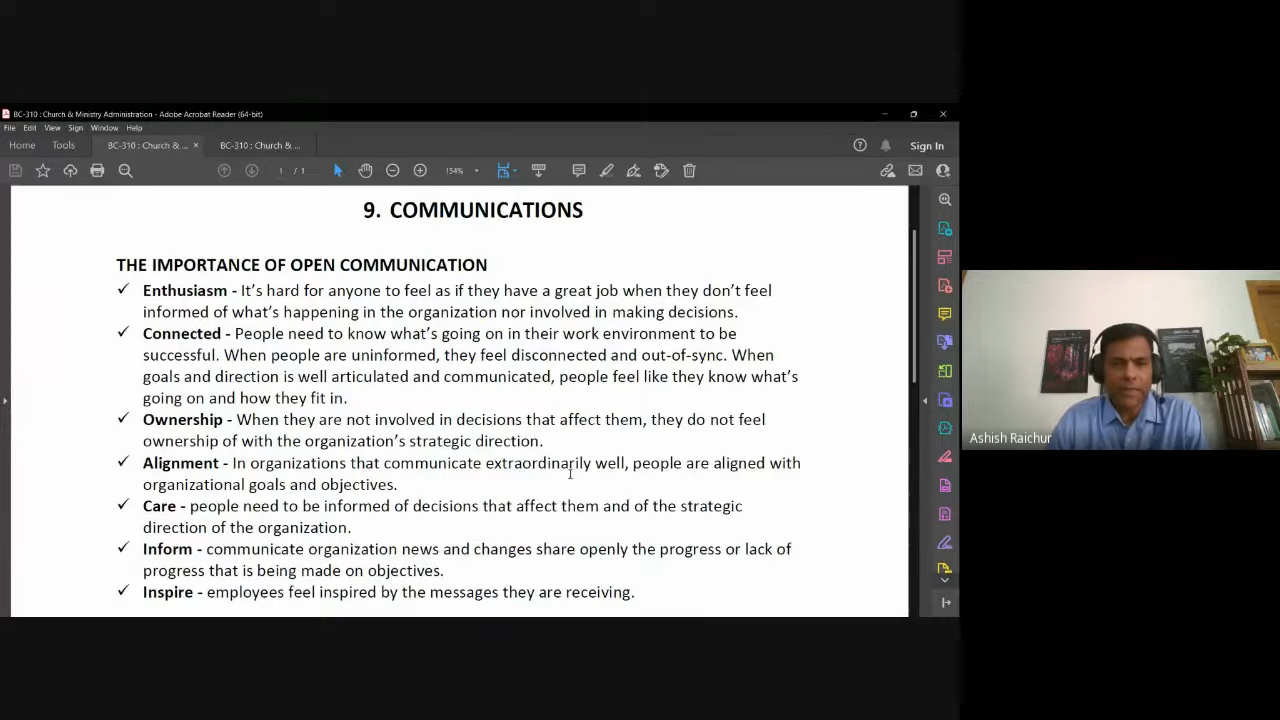 BC-310 : Church & Ministry Administration - Adobe Acrobat Reader (64-bit)
File Edit View Sign Window Help
Home Tools BC-310 : Church & ... × BC-310 : Church & ... Sign In
1 / 1 154%
9. COMMUNICATIONS
THE IMPORTANCE OF OPEN COMMUNICATION
✓ Enthusiasm - It’s hard for anyone to feel as if they have a great job when they don’t feel
informed of what’s happening in the organization nor involved in making decisions.
✓ Connected - People need to know what’s going on in their work environment to be
successful. When people are uninformed, they feel disconnected and out-of-sync. When
goals and direction is well articulated and communicated, people feel like they know what’s
going on and how they fit in.
✓ Ownership - When they are not involved in decisions that affect them, they do not feel
ownership of with the organization’s strategic direction.
✓ Alignment - In organizations that communicate extraordinarily well, people are aligned with
organizational goals and objectives.
✓ Care - people need to be informed of decisions that affect them and of the strategic
direction of the organization.
✓ Inform - communicate organization news and changes share openly the progress or lack of
progress that is being made on objectives.
✓ Inspire - employees feel inspired by the messages they are receiving.
Ashish Raichur